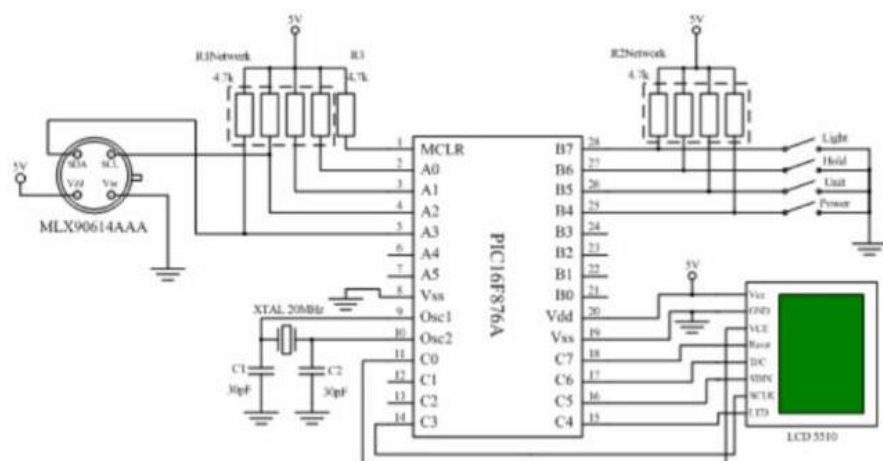 5V
5V
R1Network
R3
R2Network
4.7k
4.7k
4.7k
SDA SCL
5V
Vdd Vss
MLX90614AAA
PIC16F876A
1 MCLR
2 A0
3 A1
4 A2
5 A3
6 A4
7 A5
8 Vss
9 Osc1
10 Osc2
11 C0
12 C1
13 C2
14 C3
B7 28
B6 27
B5 26
B4 25
B3 24
B2 23
B1 22
B0 21
Vdd 20
Vss 19
C7 18
C6 17
C5 16
C4 15
Light
Hold
Unit
Power
XTAL 20MHz
C1
30pF
C2
30pF
5V
Vcc
GND
VCE
Reset
D/C
SDIN
SCLK
LED
LCD 5510